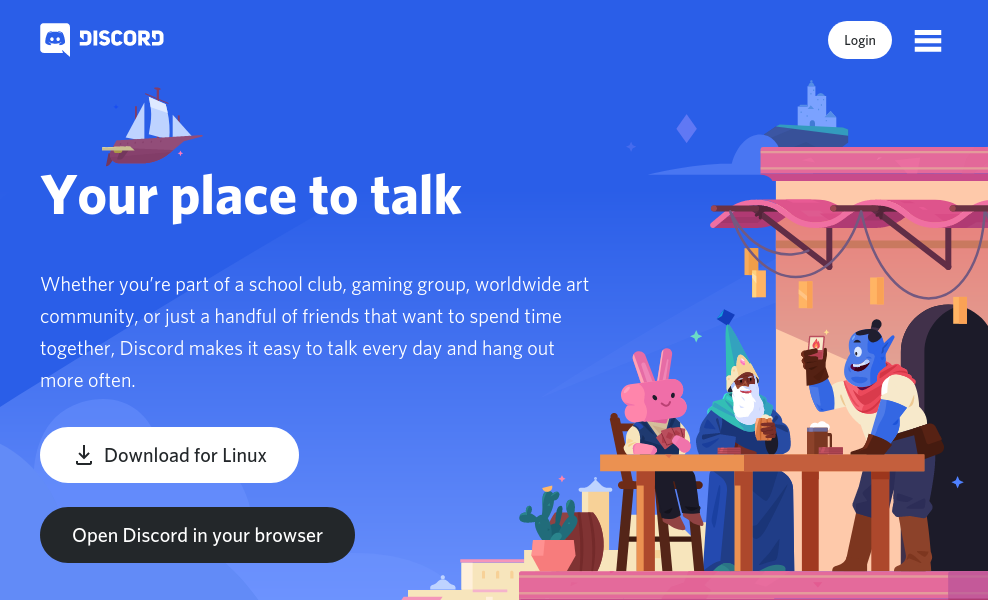 DISCORD
Login
Your place to talk
Whether you’re part of a school club, gaming group, worldwide art
community, or just a handful of friends that want to spend time
together, Discord makes it easy to talk every day and hang out
more often.
Download for Linux
Open Discord in your browser